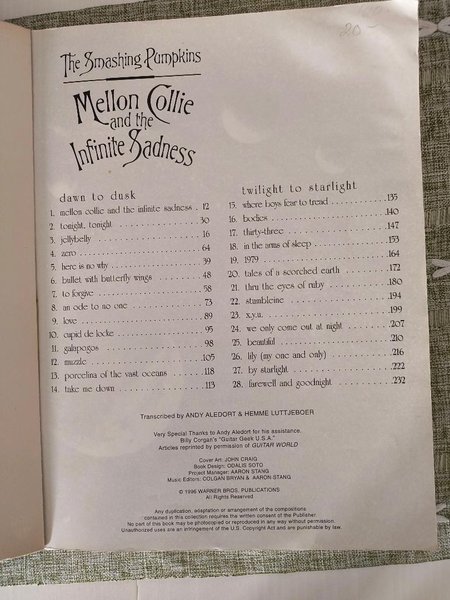 20-
The Smashing Pumpkins
Mellon Collie
and the
Infinite Sadness
dawn to dusk
1. mellon collie and the infinite sadness . 12
2. tonight, tonight . . . . . . . . . . . . . . . . . 30
3. jellybelly . . . . . . . . . . . . . . . . . . . . . 16
4. zero . . . . . . . . . . . . . . . . . . . . . . . . 64
5. here is no why . . . . . . . . . . . . . . . . . 39
6. bullet with butterfly wings . . . . . . . . . 48
7. to forgive . . . . . . . . . . . . . . . . . . . . 58
8. an ode to no one . . . . . . . . . . . . . . . 73
9. love . . . . . . . . . . . . . . . . . . . . . . . . 89
10. cupid de locke . . . . . . . . . . . . . . . . . 95
11. galapogos . . . . . . . . . . . . . . . . . . . . 98
12. muzzle . . . . . . . . . . . . . . . . . . . . . 105
13. porcelina of the vast oceans . . . . . . . 118
14. take me down . . . . . . . . . . . . . . . . 113
twilight to starlight
15. where boys fear to tread . . . . . . . . . .135
16. bodies . . . . . . . . . . . . . . . . . . . . . .140
17. thirty-three . . . . . . . . . . . . . . . . . . .147
18. in the arms of sleep . . . . . . . . . . . . .153
19. 1979 . . . . . . . . . . . . . . . . . . . . . . .164
20. tales of a scorched earth . . . . . . . . . .172
21. thru the eyes of ruby . . . . . . . . . . . .180
22. stumbleine . . . . . . . . . . . . . . . . . . .194
23. x.y.u. . . . . . . . . . . . . . . . . . . . . . . .199
24. we only come out at night . . . . . . . . .207
25. beautiful . . . . . . . . . . . . . . . . . . . . .210
26. lily (my one and only) . . . . . . . . . . . .216
27. by starlight . . . . . . . . . . . . . . . . . . .222
28. farewell and goodnight . . . . . . . . . . .232
Transcribed by ANDY ALEDORT & HEMME LUTTJEBOER
Very Special Thanks to Andy Aledort for his assistance.
Billy Corgan's "Guitar Geek U.S.A."
Articles reprinted by permission of GUITAR WORLD
Cover Art: JOHN CRAIG
Book Design: ODALIS SOTO
Project Manager: AARON STANG
Music Editors: COLGAN BRYAN & AARON STANG
© 1996 WARNER BROS. PUBLICATIONS
All Rights Reserved
Any duplication, adaptation or arrangement of the compositions
contained in this collection requires the written consent of the Publisher.
No part of this book may be photocopied or reproduced in any way without permission.
Unauthorized uses are an infringement of the U.S. Copyright Act and are punishable by law.